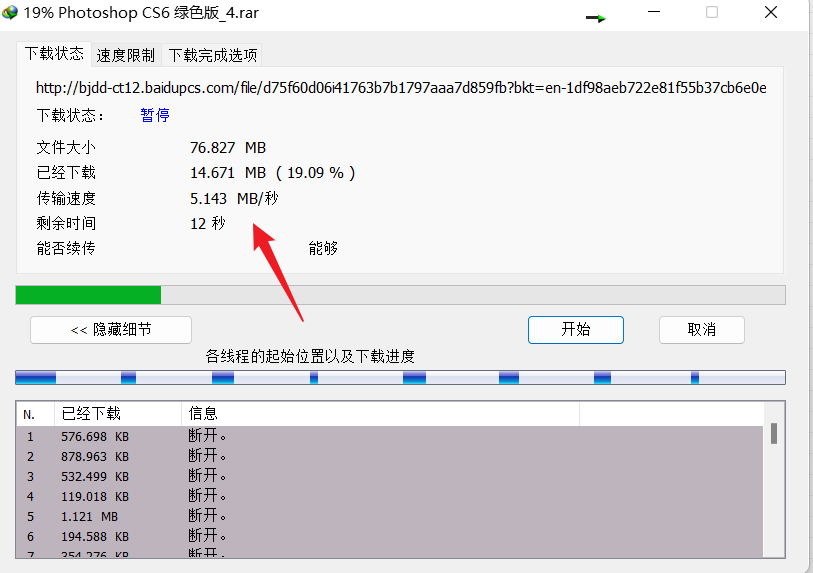 19% Photoshop CS6 绿色版_4.rar
下载状态 速度限制 下载完成选项
http://bjdd-ct12.baidupcs.com/file/d75f60d06i41763b7b1797aaa7d859fb?bkt=en-1df98aeb722e81f55b37cb6e0e
下载状态： 暂停
文件大小 76.827 MB
已经下载 14.671 MB ( 19.09 % )
传输速度 5.143 MB/秒
剩余时间 12 秒
能否续传 能够
<< 隐藏细节 开始 取消
各线程的起始位置以及下载进度
N. 已经下载 信息
1 576.698 KB 断开。
2 878.963 KB 断开。
3 532.499 KB 断开。
4 119.018 KB 断开。
5 1.121 MB 断开。
6 194.588 KB 断开。
7 354.276 KB 断开。